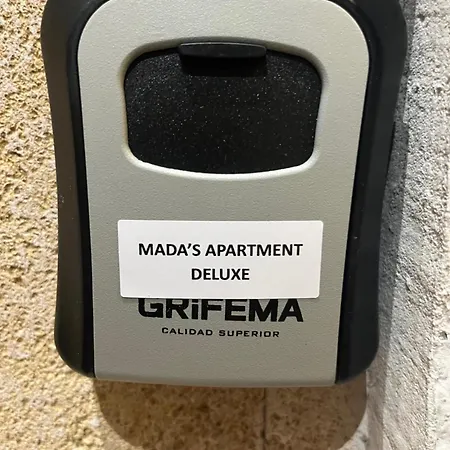 MADA'S APARTMENT
DELUXE
GRiFEMA
CALIDAD SUPERIOR